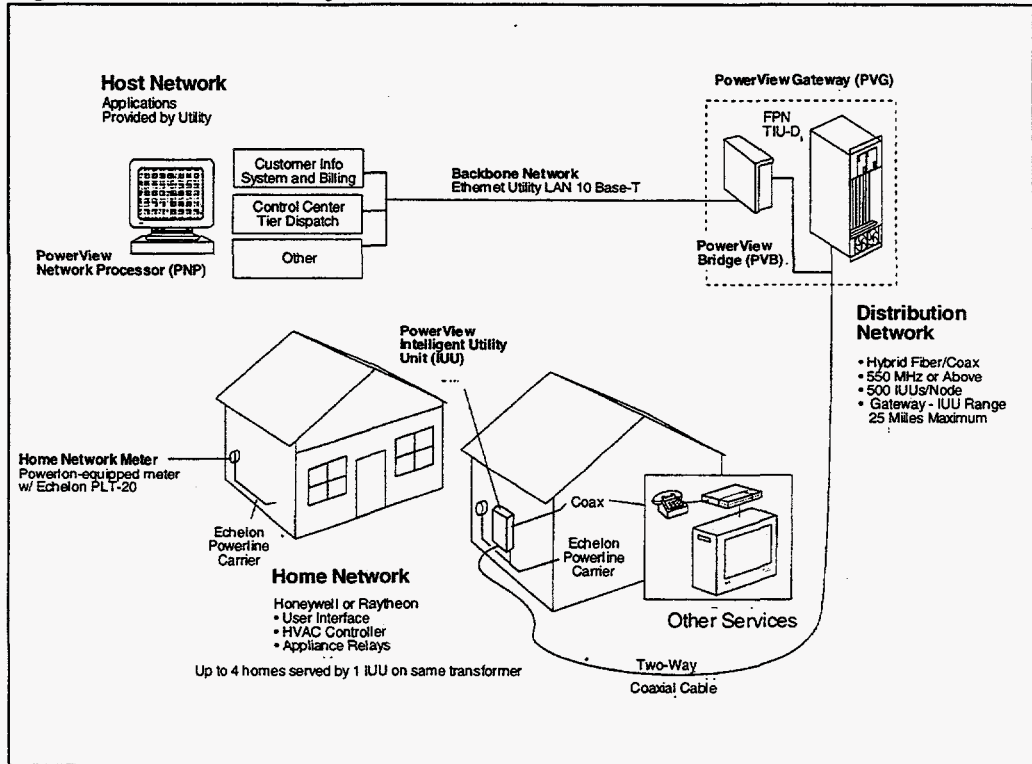 Host Network
Applications
Provided by Utility
PowerView
Network Processor (PNP)
Customer Info
System and Billing
Control Center
Tier Dispatch
Other
Backbone Network
Ethernet Utility LAN 10 Base-T
PowerView Gateway (PVG)
FPN
TIU-D
PowerView
Bridge (PVB)
Distribution
Network
• Hybrid Fiber/Coax
• 550 MHz or Above
• 500 IUUs/Node
• Gateway - IUU Range
25 Miles Maximum
PowerView
Intelligent Utility
Unit (IUU)
Home Network Meter
Powerlon-equipped meter
w/ Echelon PLT-20
Echelon
Powerline
Carrier
Home Network
Honeywell or Raytheon
• User Interface
• HVAC Controller
• Appliance Relays
Up to 4 homes served by 1 IUU on same transformer
Coax
Echelon
Powerline
Carrier
Other Services
Two-Way
Coaxial Cable